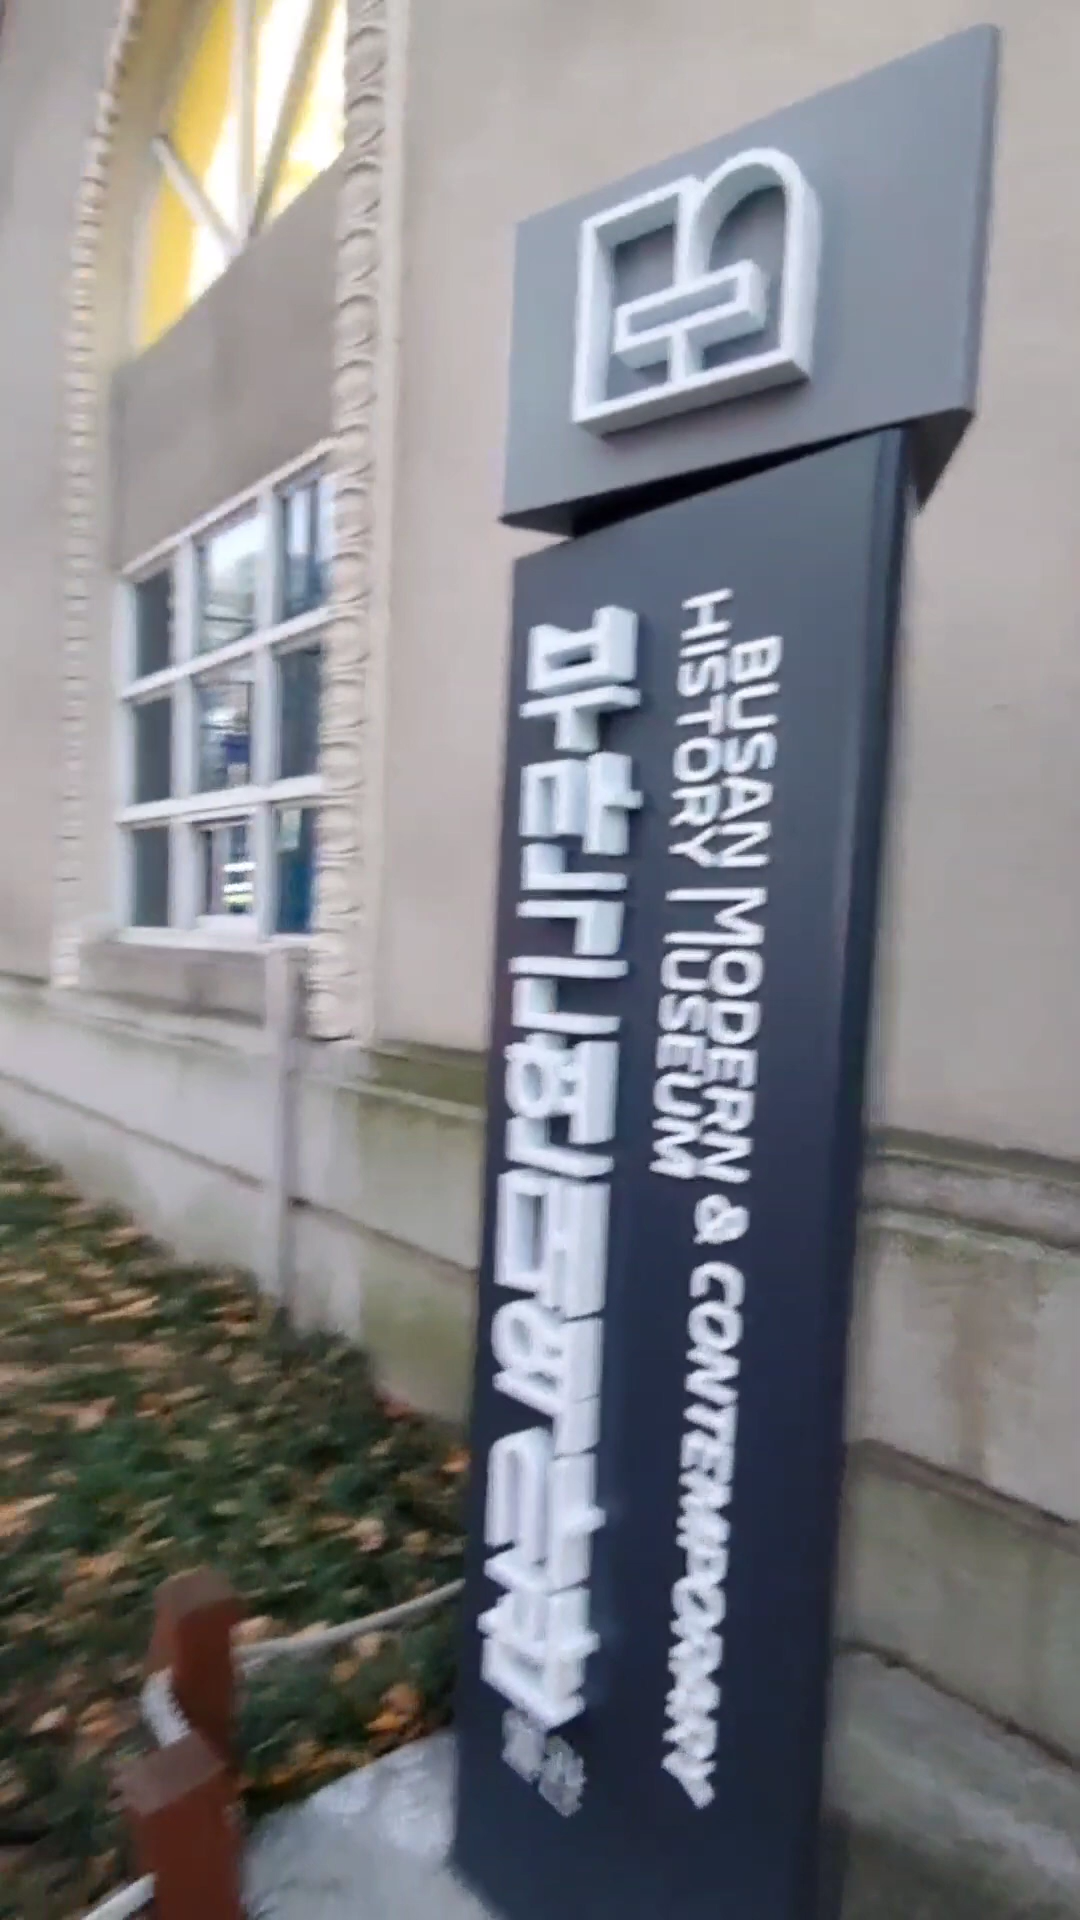 부산근현대역사관
BUSAN MODERN & CONTEMPORARY
HISTORY MUSEUM